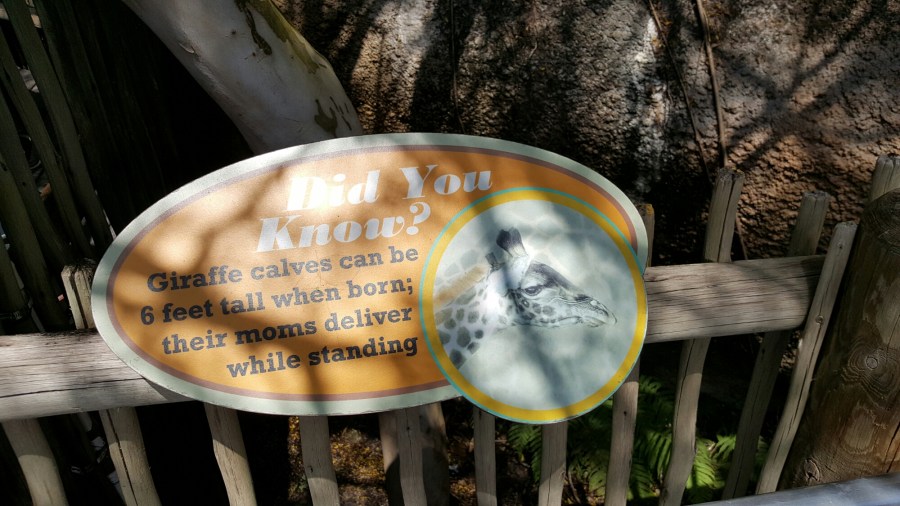 Did You
Know?
Giraffe calves can be
6 feet tall when born;
their moms deliver
while standing